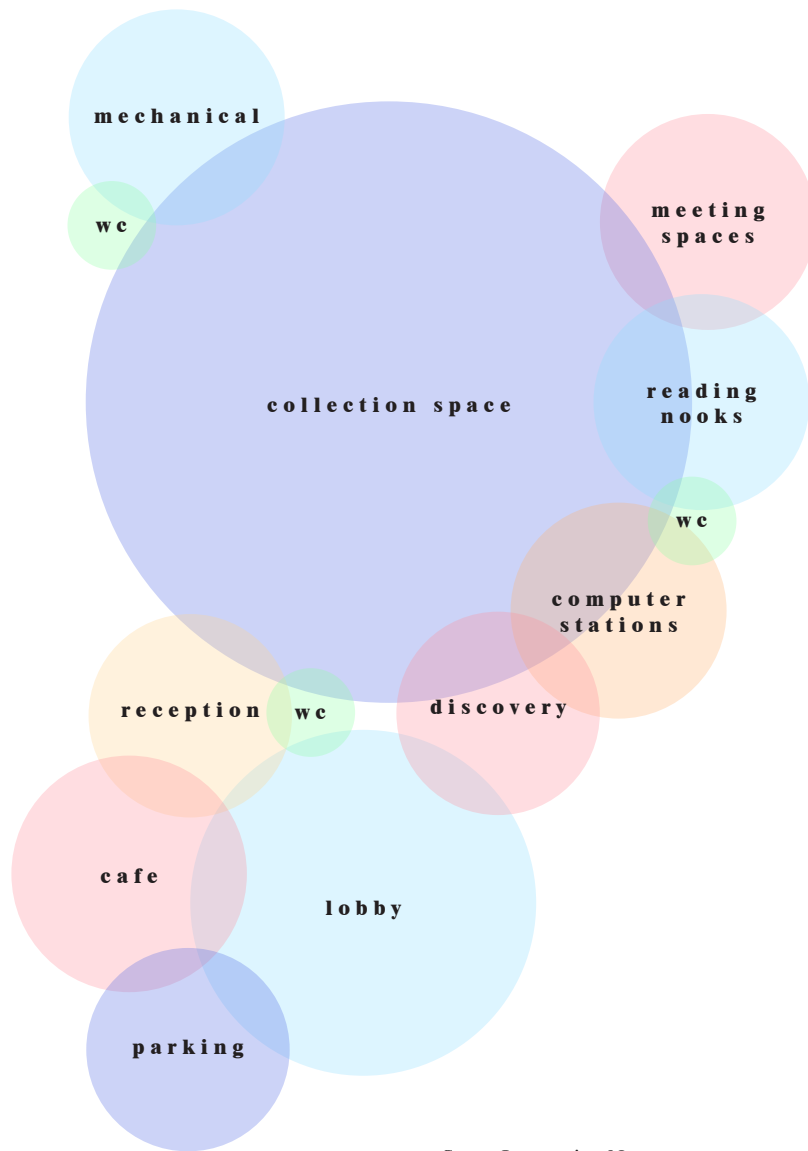 mechanical
wc
meeting
spaces
collection space
reading
nooks
wc
computer
stations
reception
wc
discovery
cafe
lobby
parking